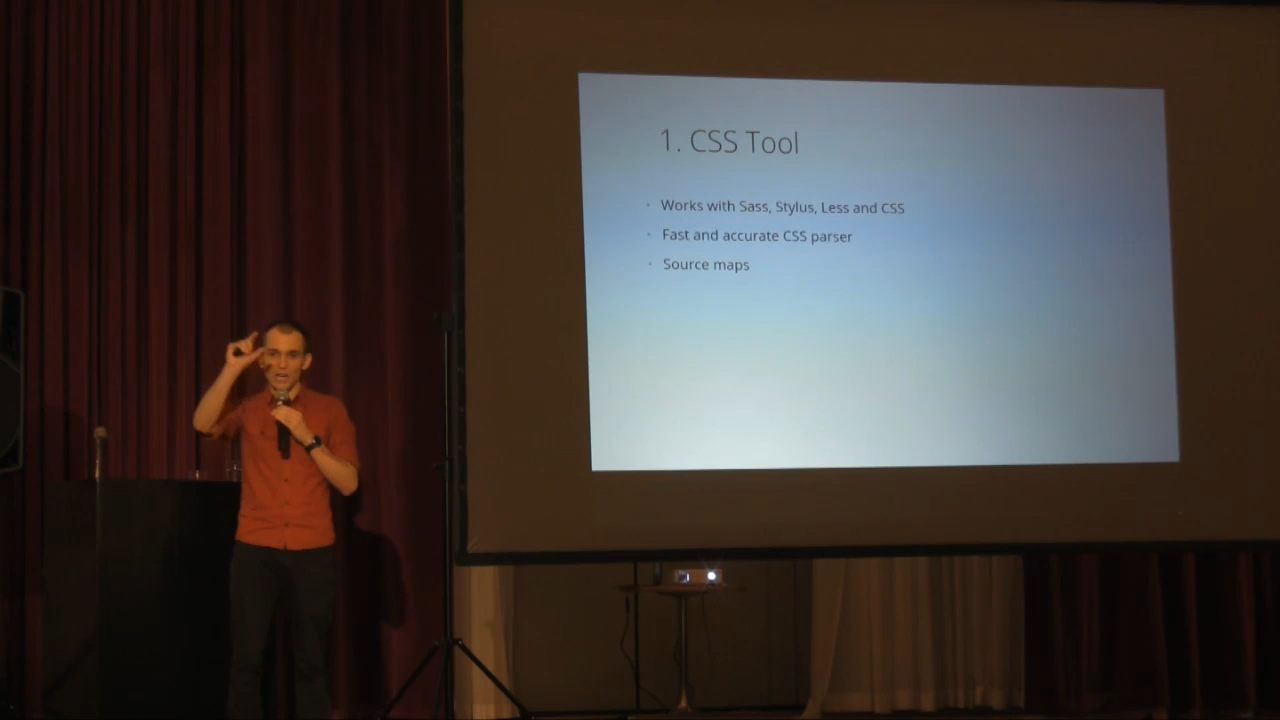 1. CSS Tool
· Works with Sass, Stylus, Less and CSS
· Fast and accurate CSS parser
· Source maps